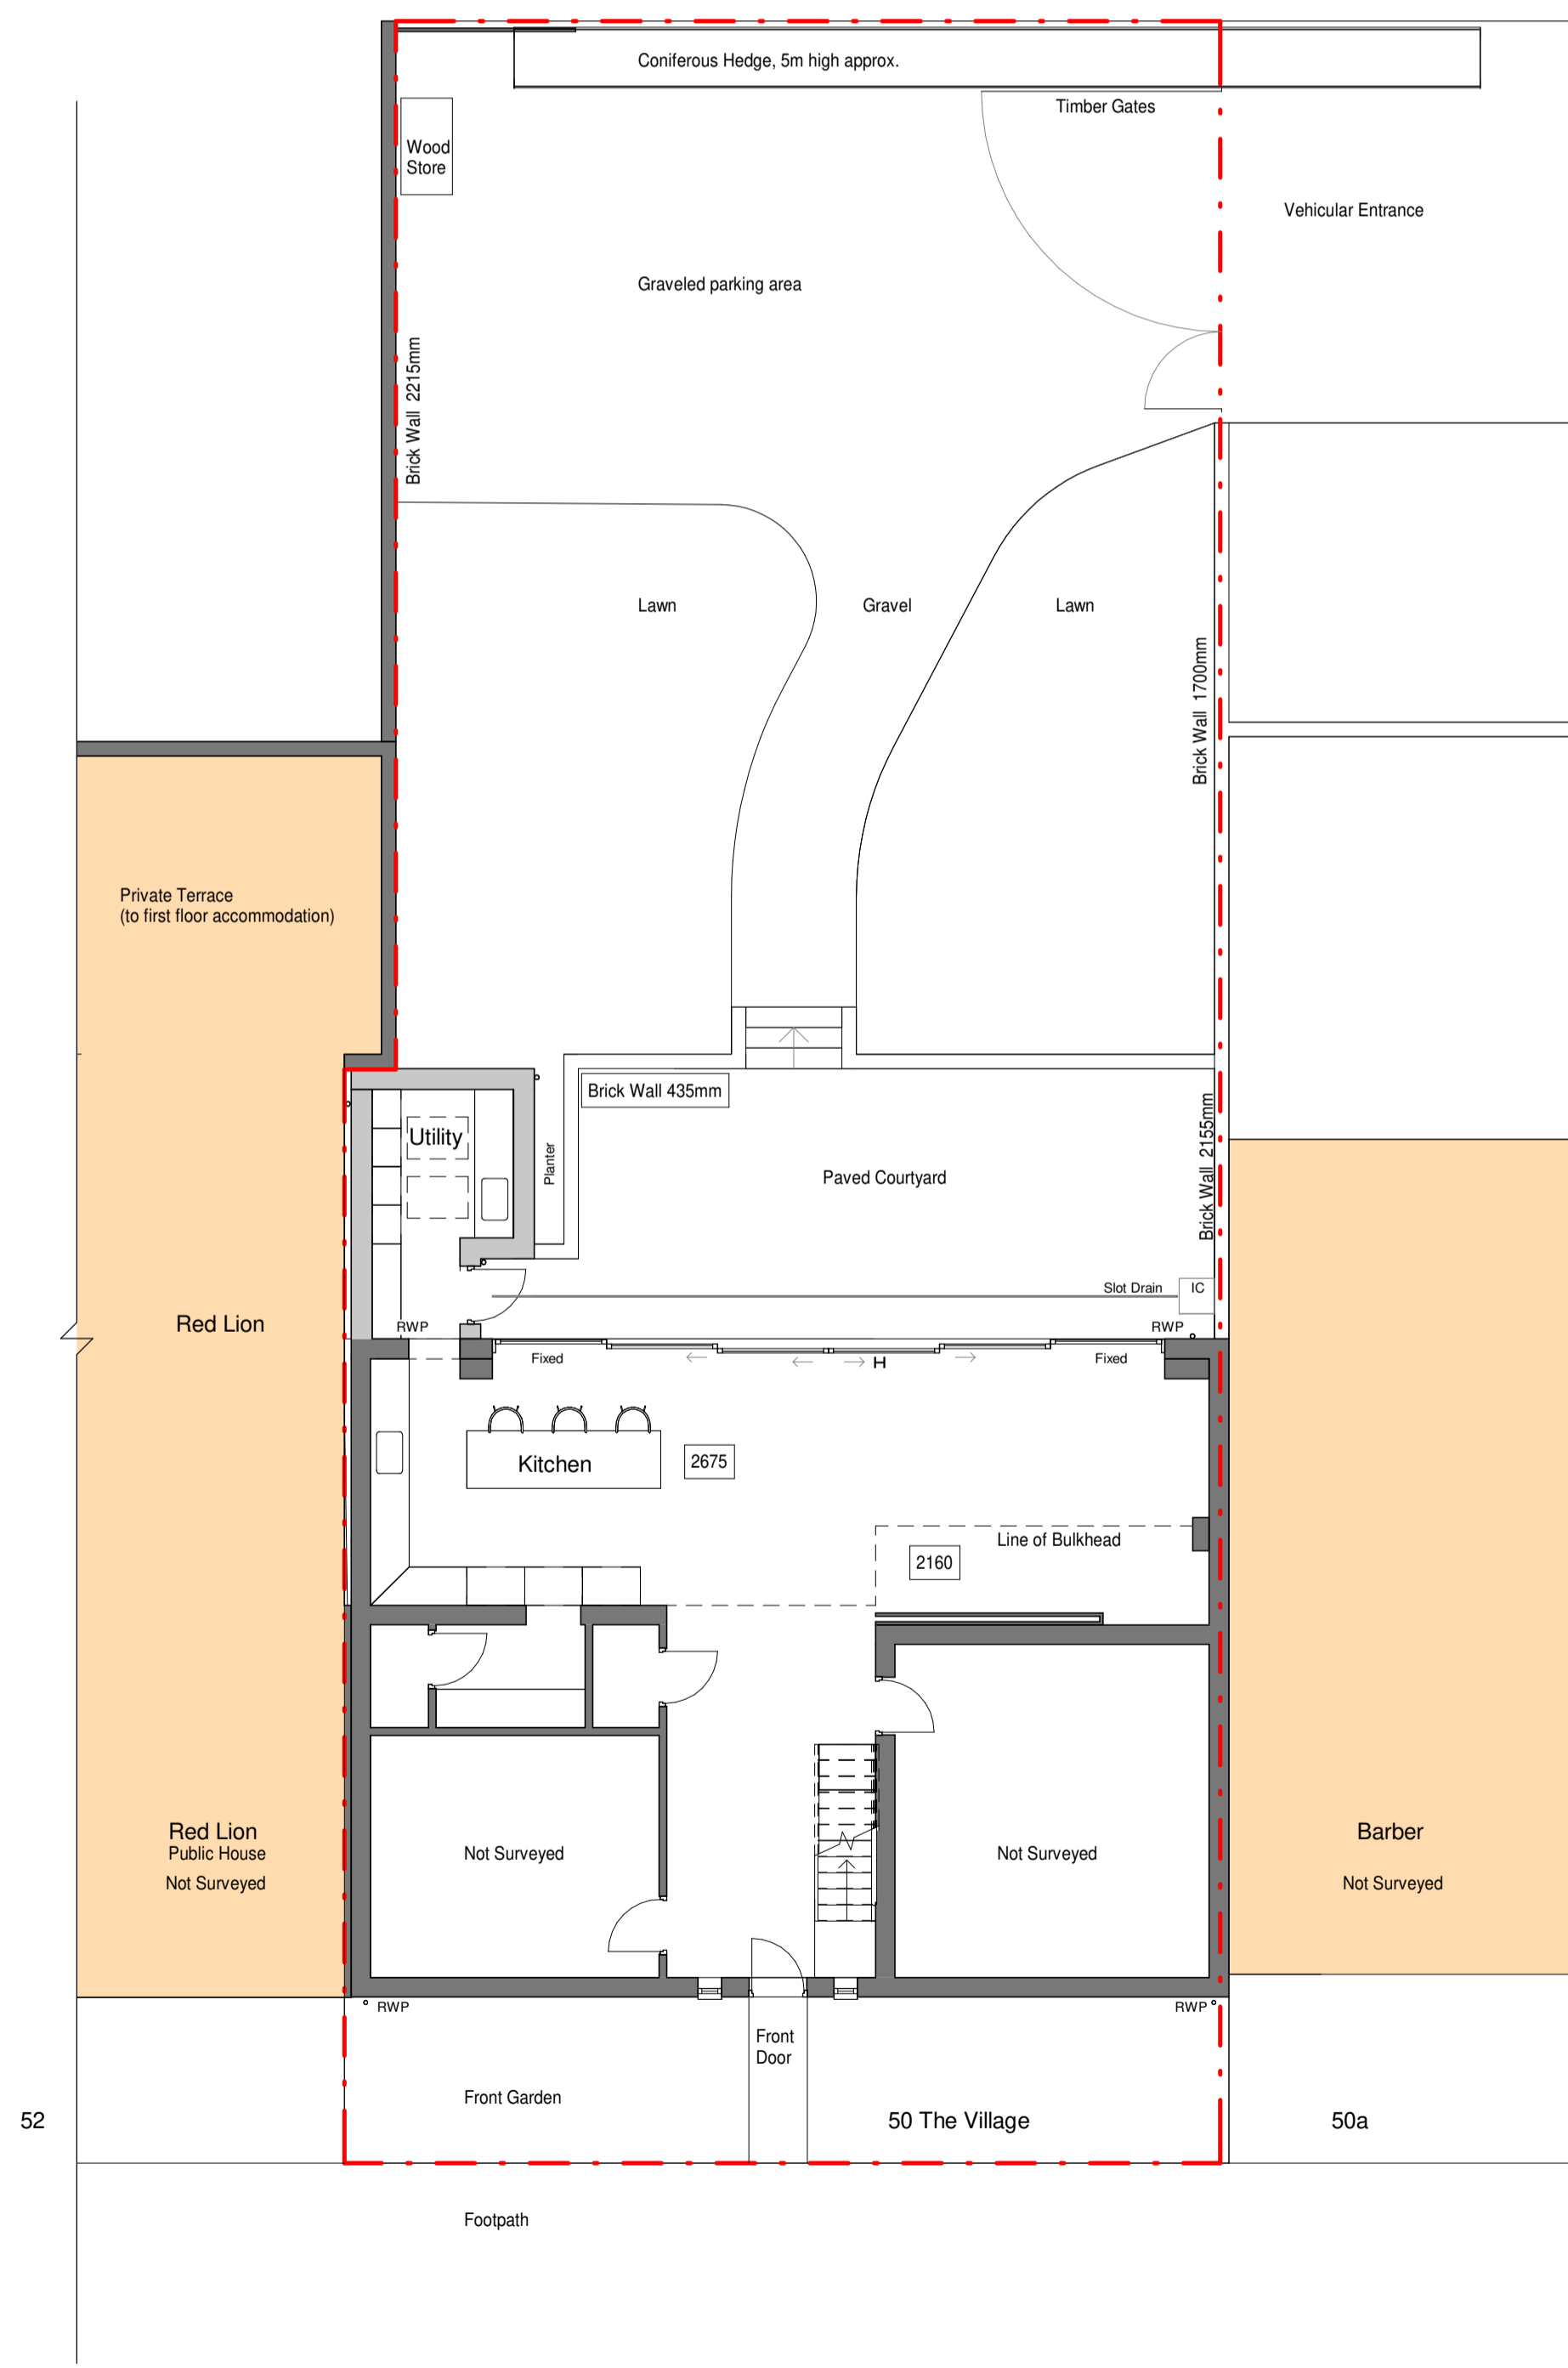 Coniferous Hedge, 5m high approx.
Timber Gates
Wood
Store
Vehicular Entrance
Graveled parking area
Brick Wall 2215mm
Lawn
Gravel
Lawn
Brick Wall 1700mm
Private Terrace
(to first floor accommodation)
Brick Wall 435mm
Utility
Planter
Paved Courtyard
Brick Wall 2155mm
Slot Drain
IC
Red Lion
RWP
RWP
Fixed
H
Fixed
Kitchen
2675
Line of Bulkhead
2160
Red Lion
Public House
Not Surveyed
Not Surveyed
Not Surveyed
Barber
Not Surveyed
RWP
RWP
Front
Door
Front Garden
52
50 The Village
50a
Footpath